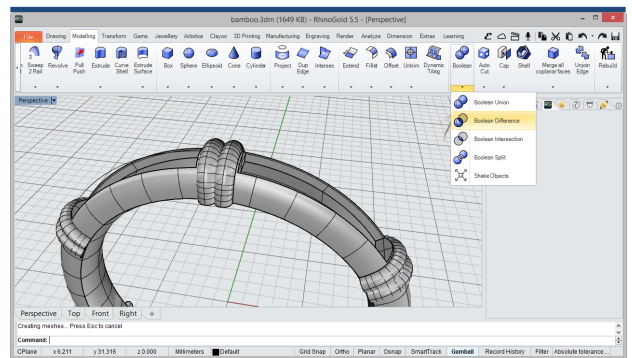 bamboo.3dm (1649 KB) - RhinoGold 5.5 - [Perspective]
File Drawing Modelling Transform Gems Jewellery Artistics Clayoo 3D Printing Manufacturing Engraving Render Analyze Dimension Extras Learning
Sweep 2 Rail
Revolve
Pull Push
Extrude
Curve Shell
Extrude Surface
Box
Sphere
Ellipsoid
Cone
Cylinder
Project
Dup Edge
Intersec
Extend
Fillet
Offset
Untrim
Dynamic Tiling
Boolean
Auto Cut
Cap
Shell
Merge all coplanar faces
Unjoin Edge
Rebuild
Perspective
Boolean Union
Boolean Difference
Boolean Intersection
Boolean Split
Shake Objects
Perspective Top Front Right
Creating meshes... Press Esc to cancel
Command:
CPlane x 6.211 y 31.316 z 0.000 Millimeters Default Grid Snap Ortho Planar Osnap SmartTrack Gumball Record History Filter Absolute tolerance:...